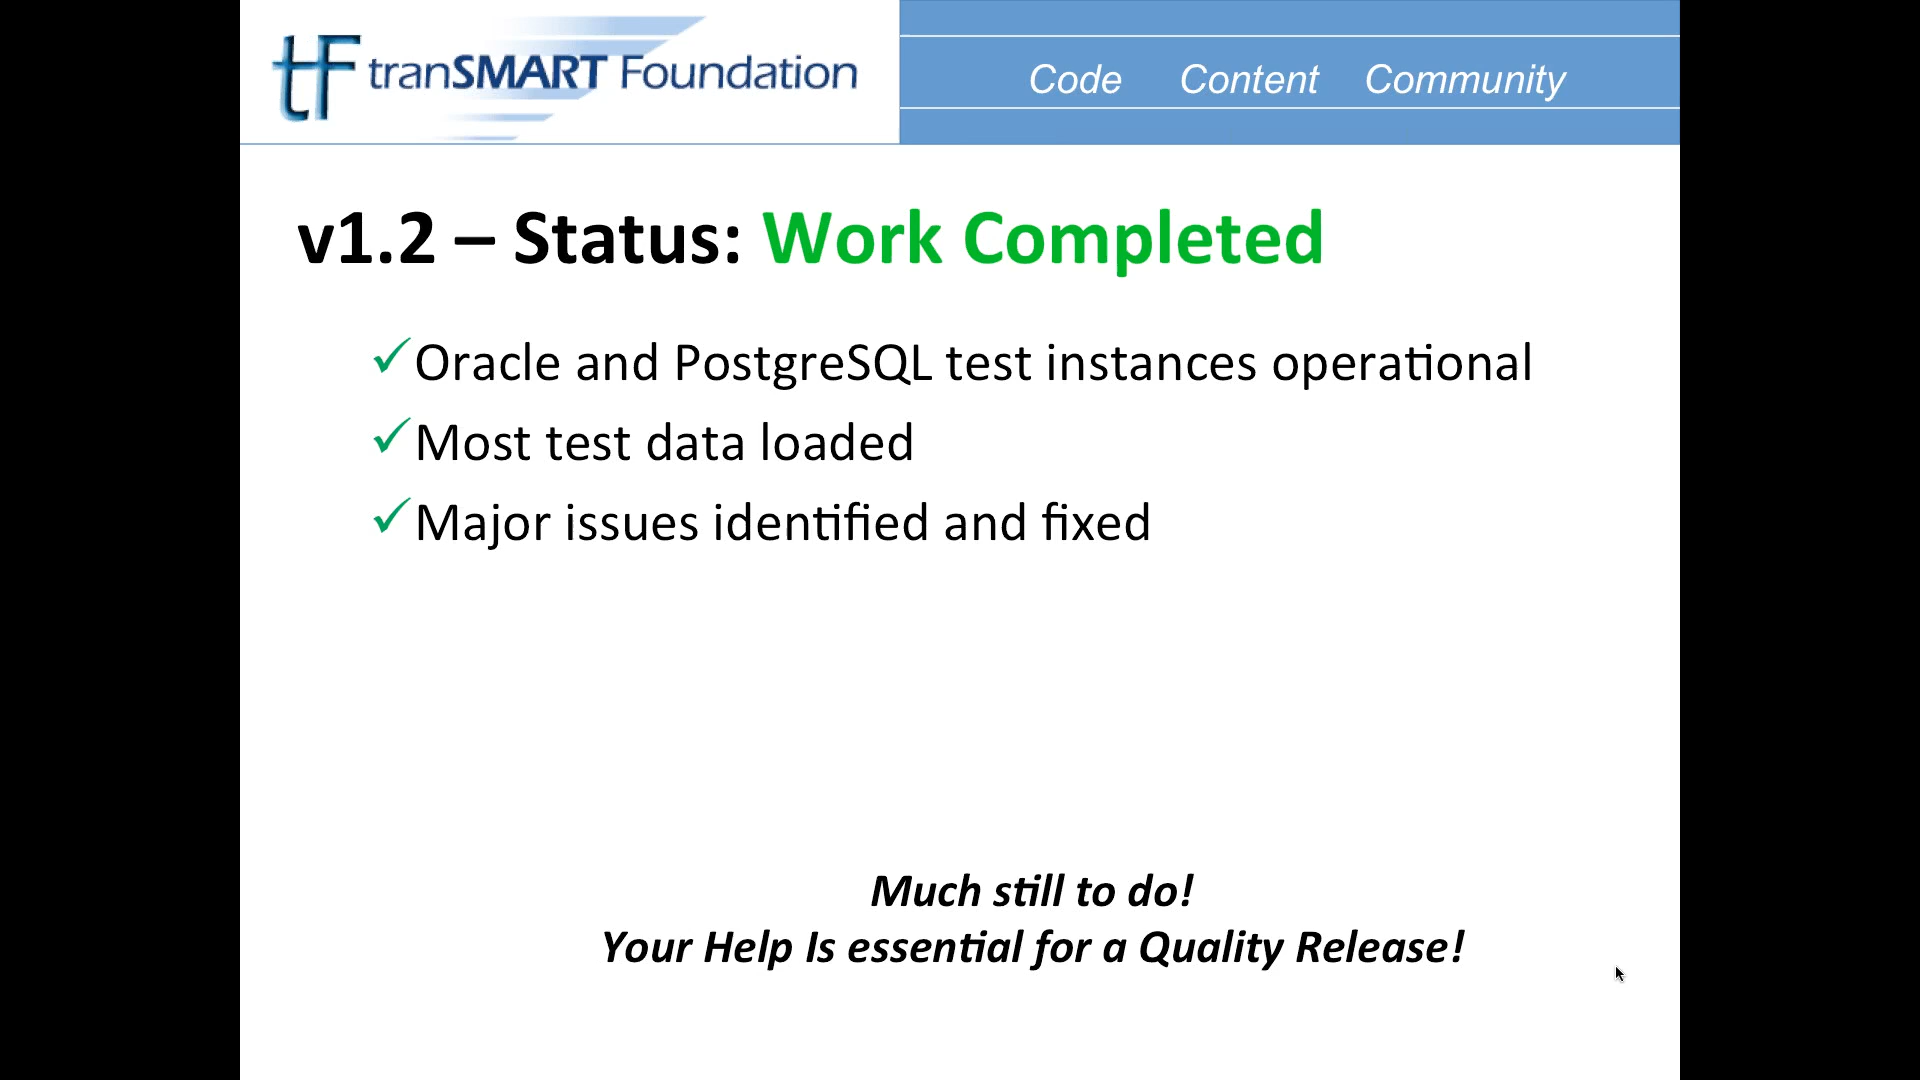 tF tranSMART Foundation
Code Content Community
v1.2 – Status: Work Completed
✓Oracle and PostgreSQL test instances operational
✓Most test data loaded
✓Major issues identified and fixed
Much still to do!
Your Help Is essential for a Quality Release!